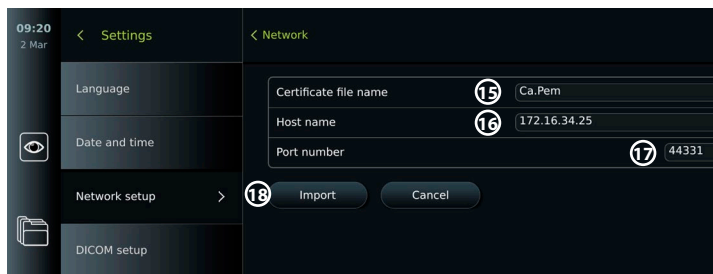 09:20
2 Mar
Settings
Network
Language
Date and time
Network setup
DICOM setup
Certificate file name 15 Ca.Pem
Host name 16 172.16.34.25
Port number 17 44331
18 Import Cancel